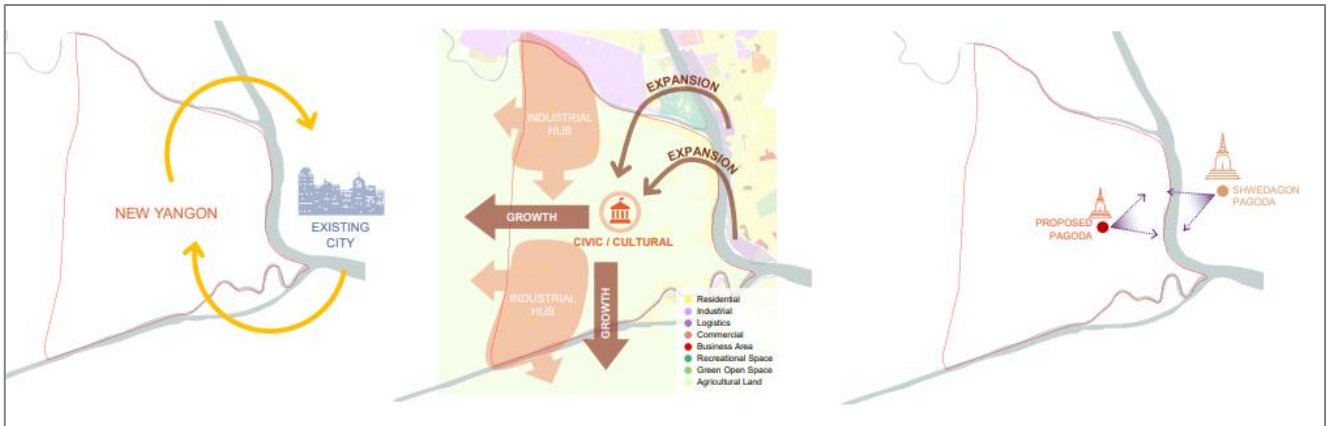 NEW YANGON
EXISTING
CITY
EXPANSION
EXPANSION
INDUSTRIAL
HUB
GROWTH
CIVIC / CULTURAL
INDUSTRIAL
HUB
GROWTH
Residential
Industrial
Logistics
Commercial
Business Area
Recreational Space
Green Open Space
Agricultural Land
SHWEDAGON
PAGODA
PROPOSED
PAGODA